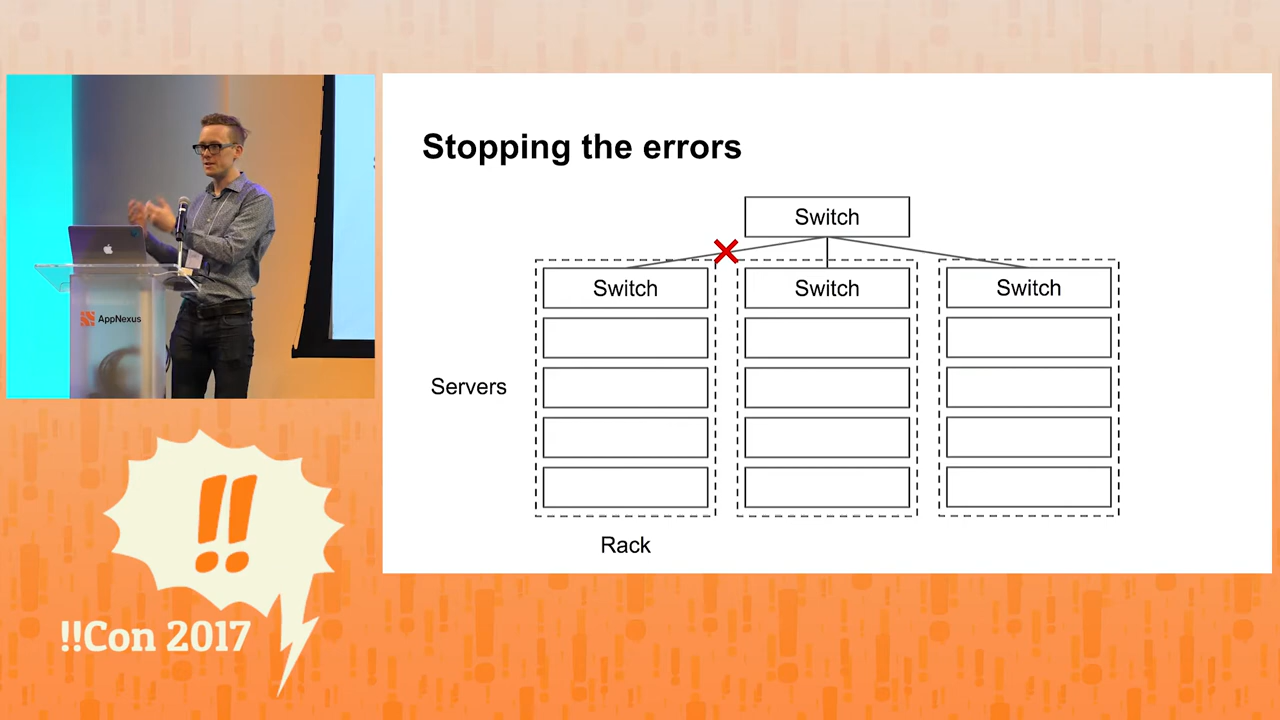 Stopping the errors
Switch
Switch
Switch
Switch
Servers
Rack
AppNexus
!!
!!Con 2017